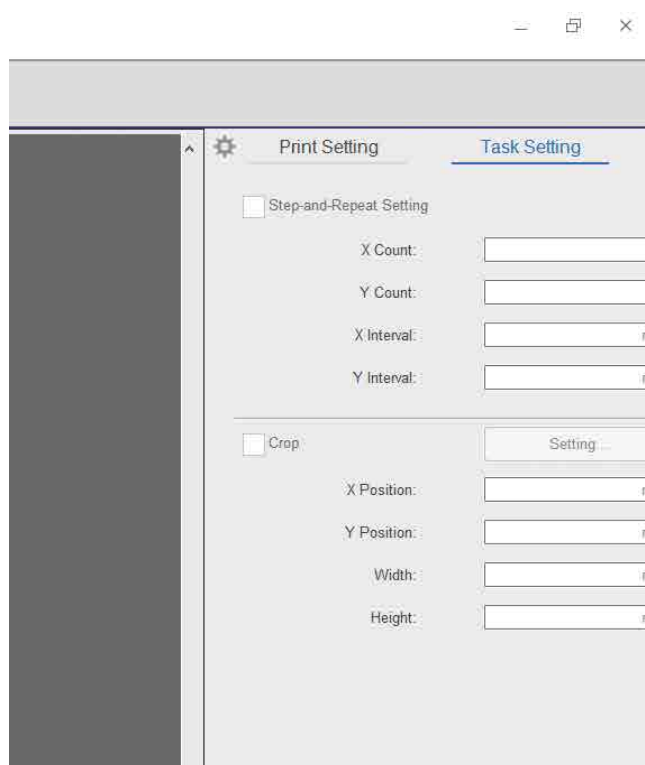 Print Setting Task Setting
Step-and-Repeat Setting
X Count:
Y Count:
X Interval:
Y Interval:
Crop Setting...
X Position:
Y Position:
Width:
Height: